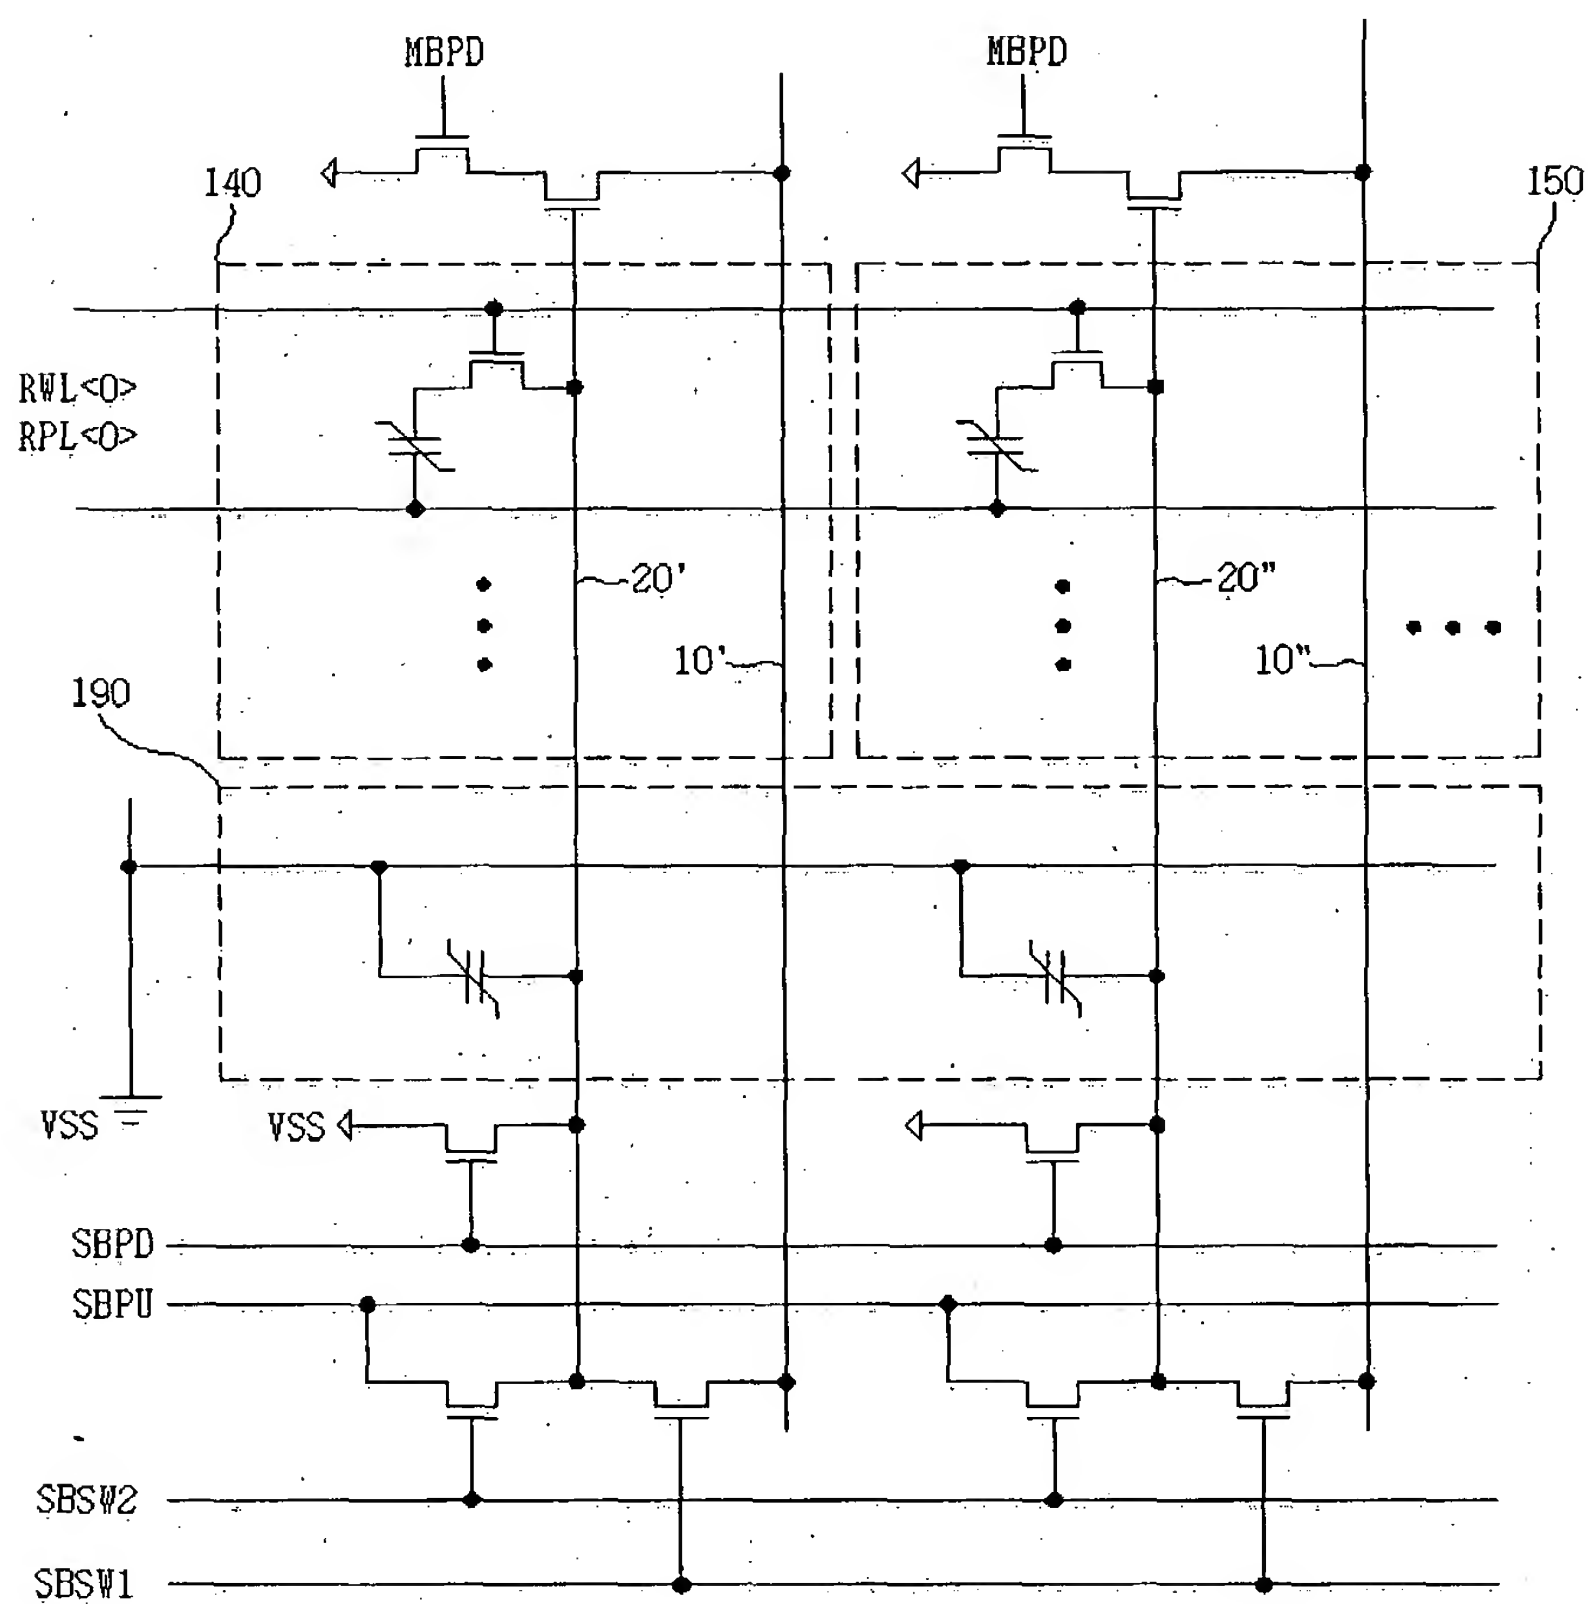 MBPD MBPD
140 150
RWL<0>
RPL<0>
20' 20"
10' 10"
190
VSS VSS
SBPD
SBPU
SBSW2
SBSW1